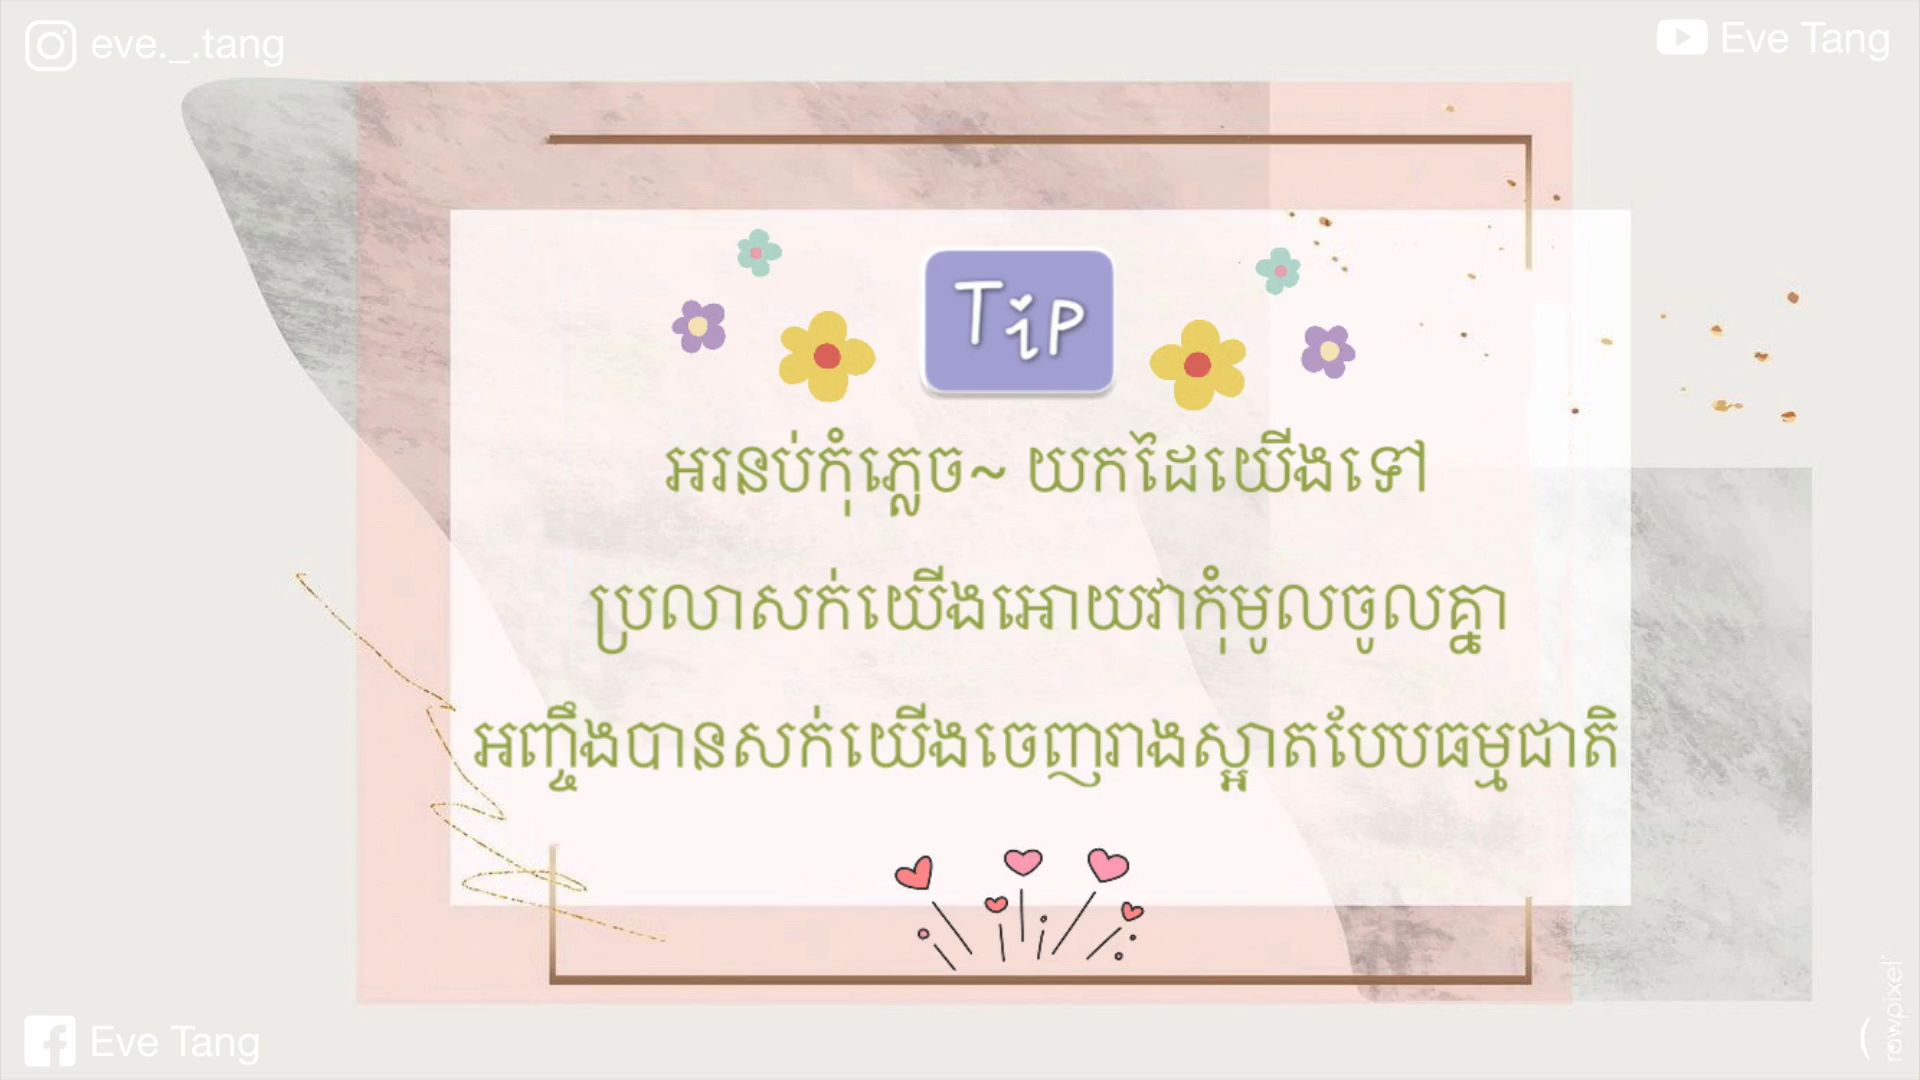 eve._.tang
Eve Tang
Tip
អរនប់កុំភ្លេច~ យកដៃយើងទៅ
ប្រលាសក់យើងអោយវាកុំមូលចូលគ្នា
អញ្ចឹងបានសក់យើងចេញរាងស្អាតបែបធម្មជាតិ
Eve Tang
rawpixel